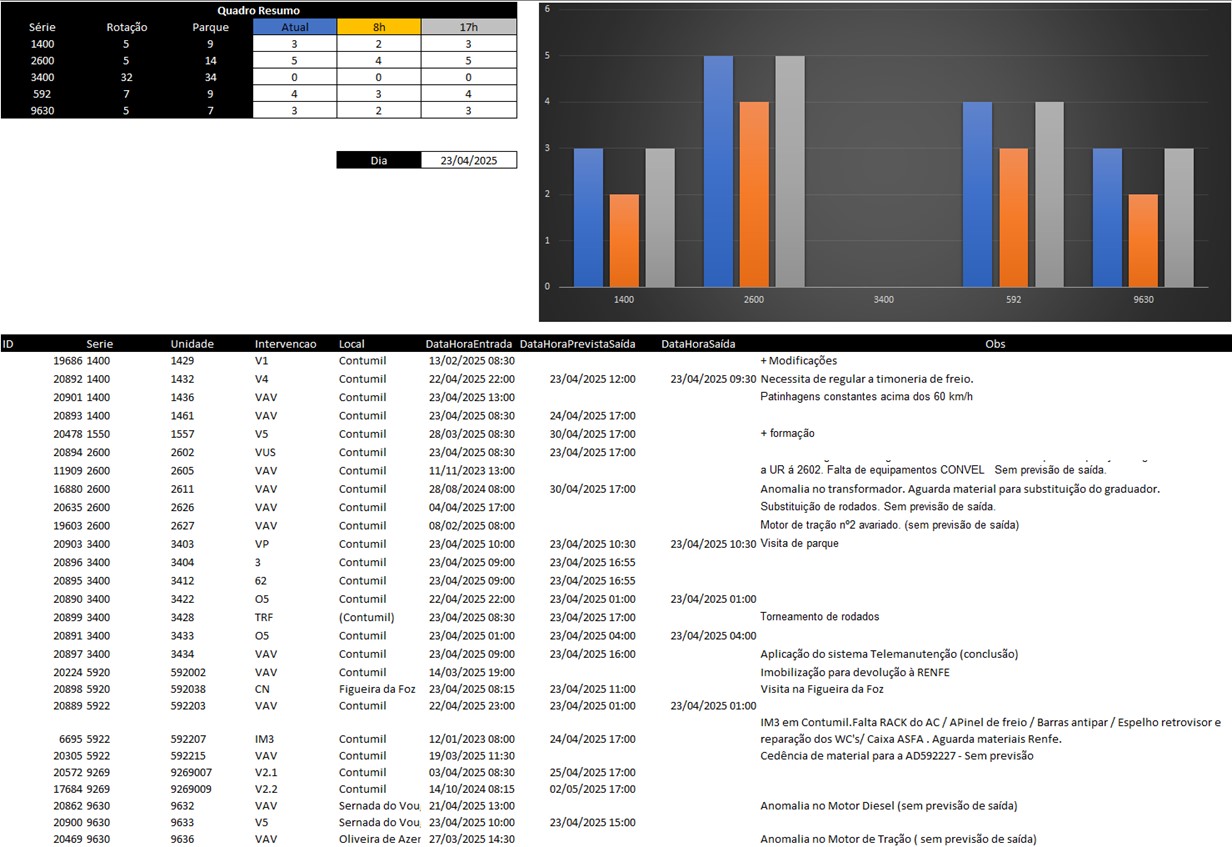 Quadro Resumo
Série Rotação Parque Atual 8h 17h
1400 5 9 3 2 3
2600 5 14 5 4 5
3400 32 34 0 0 0
592 7 9 4 3 4
9630 5 7 3 2 3
Dia 23/04/2025
6
5
4
3
2
1
0
1400 2600 3400 592 9630
ID Serie Unidade Intervencao Local DataHoraEntrada DataHoraPrevistaSaída DataHoraSaída Obs
19686 1400 1429 V1 Contumil 13/02/2025 08:30 + Modificações
20892 1400 1432 V4 Contumil 22/04/2025 22:00 23/04/2025 12:00 23/04/2025 09:30 Necessita de regular a timoneria de freio.
20901 1400 1436 VAV Contumil 23/04/2025 13:00 Patinhagens constantes acima dos 60 km/h
20893 1400 1461 VAV Contumil 23/04/2025 08:30 24/04/2025 17:00
20478 1550 1557 V5 Contumil 28/03/2025 08:30 30/04/2025 17:00 + formação
20894 2600 2602 VUS Contumil 23/04/2025 08:30 23/04/2025 17:00
11909 2600 2605 VAV Contumil 11/11/2023 13:00 a UR á 2602. Falta de equipamentos CONVEL Sem previsão de saída.
16880 2600 2611 VAV Contumil 28/08/2024 08:00 30/04/2025 17:00 Anomalia no transformador. Aguarda material para substituição do graduador.
20635 2600 2626 VAV Contumil 04/04/2025 17:00 Substituição de rodados. Sem previsão de saída.
19603 2600 2627 VAV Contumil 08/02/2025 08:00 Motor de tração nº2 avariado. (sem previsão de saída)
20903 3400 3403 VP Contumil 23/04/2025 10:00 23/04/2025 10:30 23/04/2025 10:30 Visita de parque
20896 3400 3404 3 Contumil 23/04/2025 09:00 23/04/2025 16:55
20895 3400 3412 62 Contumil 23/04/2025 09:00 23/04/2025 16:55
20890 3400 3422 O5 Contumil 22/04/2025 22:00 23/04/2025 01:00 23/04/2025 01:00
20899 3400 3428 TRF (Contumil) 23/04/2025 08:30 23/04/2025 17:00 Torneamento de rodados
20891 3400 3433 O5 Contumil 23/04/2025 01:00 23/04/2025 04:00 23/04/2025 04:00
20897 3400 3434 VAV Contumil 23/04/2025 09:00 23/04/2025 16:00 Aplicação do sistema Telemanutenção (conclusão)
20224 5920 592002 VAV Contumil 14/03/2025 19:00 Imobilização para devolução à RENFE
20898 5920 592038 CN Figueira da Foz 23/04/2025 08:15 23/04/2025 11:00 Visita na Figueira da Foz
20889 5922 592203 VAV Contumil 22/04/2025 23:00 23/04/2025 01:00 23/04/2025 01:00
IM3 em Contumil.Falta RACK do AC / APinel de freio / Barras antipar / Espelho retrovisor e
6695 5922 592207 IM3 Contumil 12/01/2023 08:00 24/04/2025 17:00 reparação dos WC's/ Caixa ASFA . Aguarda materiais Renfe.
20305 5922 592215 VAV Contumil 19/03/2025 11:30 Cedência de material para a AD592227 - Sem previsão
20572 9269 9269007 V2.1 Contumil 03/04/2025 08:30 25/04/2025 17:00
17684 9269 9269009 V2.2 Contumil 14/10/2024 08:15 02/05/2025 17:00
20862 9630 9632 VAV Sernada do Vou 21/04/2025 13:00 Anomalia no Motor Diesel (sem previsão de saída)
20900 9630 9633 V5 Sernada do Vou 23/04/2025 10:00 23/04/2025 15:00
20469 9630 9636 VAV Oliveira de Azer 27/03/2025 14:30 Anomalia no Motor de Tração ( sem previsão de saída)